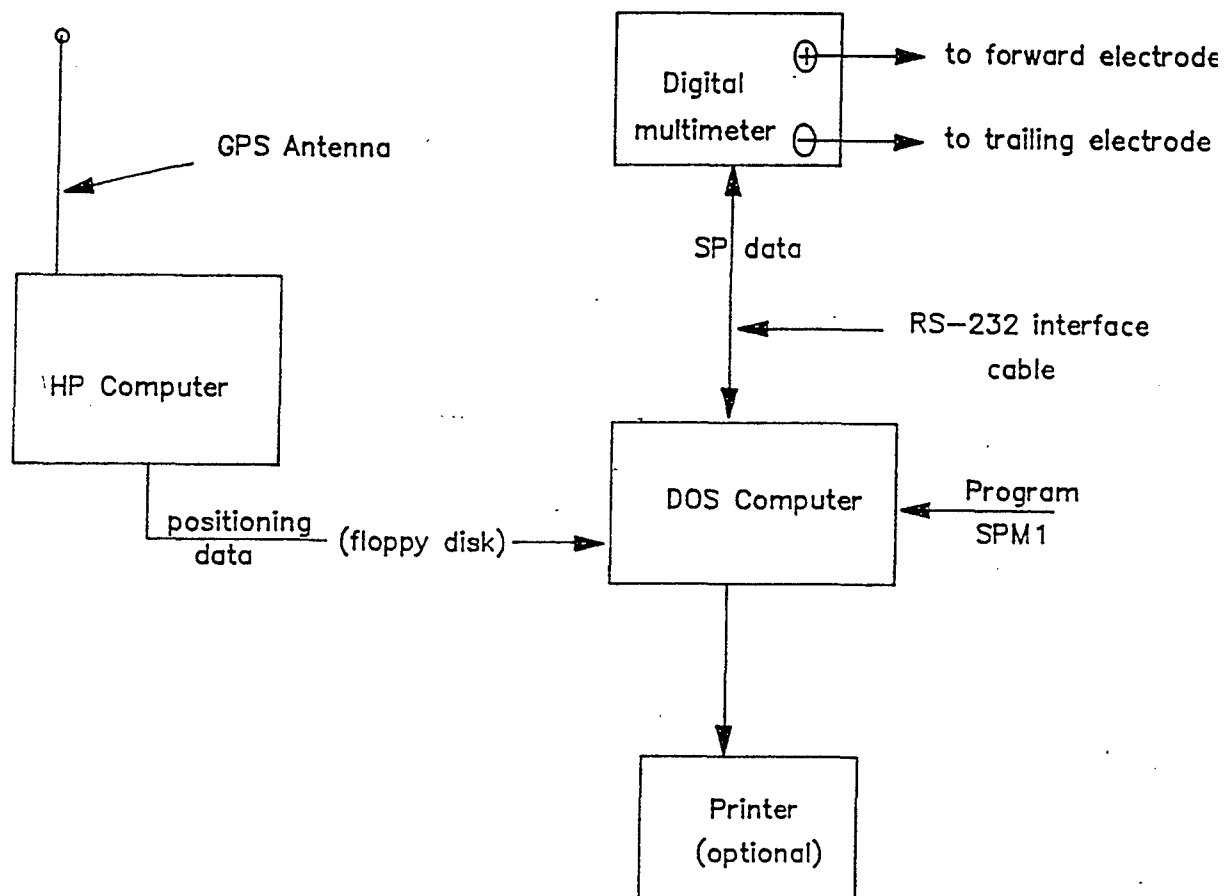 GPS Antenna
HP Computer
positioning
data
(floppy disk)
Digital
multimeter
+
−
to forward electrode
to trailing electrode
SP data
RS-232 interface
cable
DOS Computer
Program
SPM1
Printer
(optional)